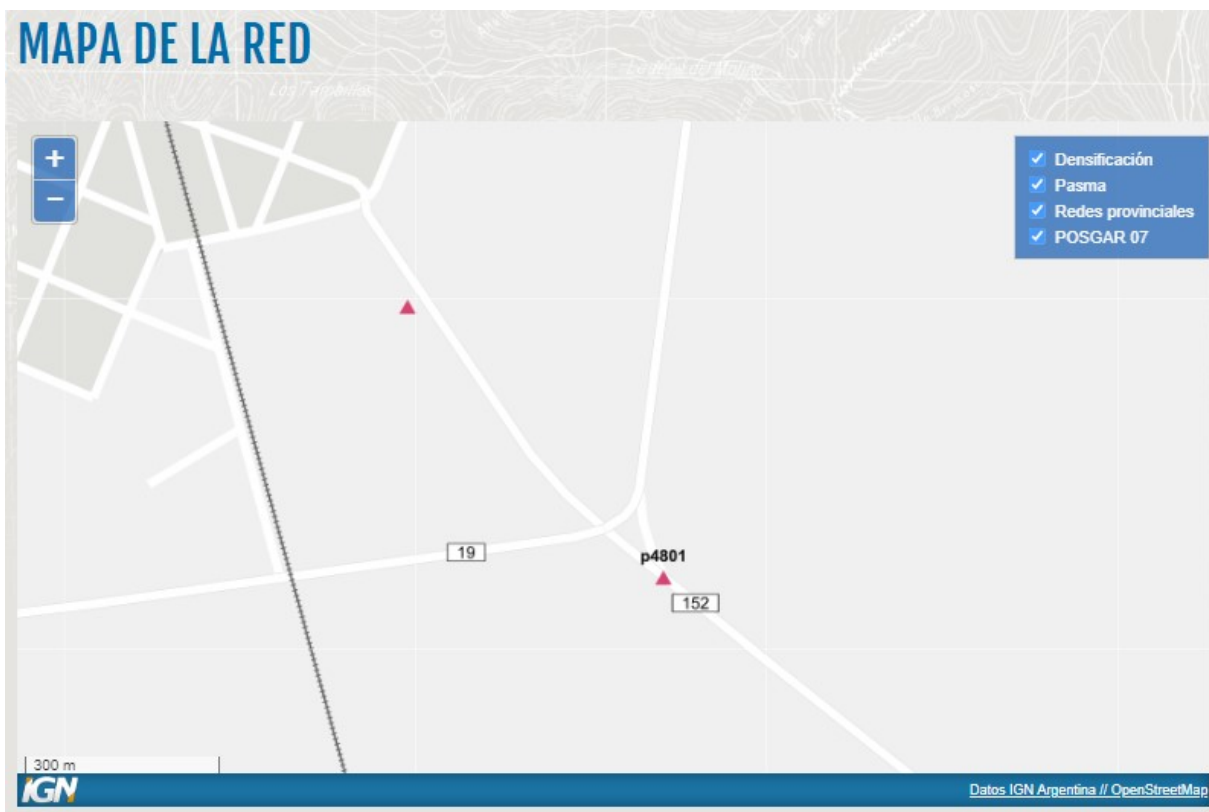 MAPA DE LA RED
+
−
Densificación
Pasma
Redes provinciales
POSGAR 07
19
p4801
152
300 m
IGN
Datos IGN Argentina // OpenStreetMap